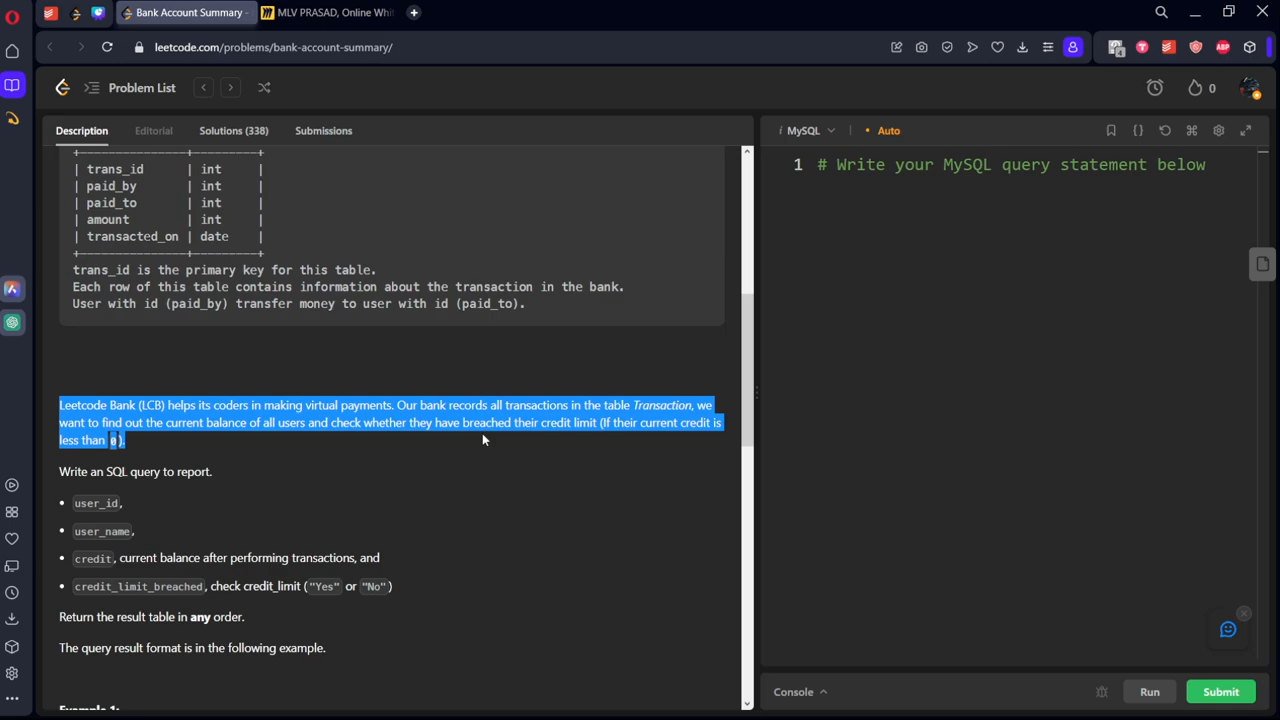 Bank Account Summary -
MLV PRASAD, Online Whit
leetcode.com/problems/bank-account-summary/
4
ABP
Problem List
0
Description
Editorial
Solutions (338)
Submissions
i MySQL
• Auto
+---------------+---------+
| trans_id | int |
| paid_by | int |
| paid_to | int |
| amount | int |
| transacted_on | date |
+---------------+---------+
trans_id is the primary key for this table.
Each row of this table contains information about the transaction in the bank.
User with id (paid_by) transfer money to user with id (paid_to).
Leetcode Bank (LCB) helps its coders in making virtual payments. Our bank records all transactions in the table Transaction, we
want to find out the current balance of all users and check whether they have breached their credit limit (If their current credit is
less than 0).
Write an SQL query to report.
• user_id,
• user_name,
• credit, current balance after performing transactions, and
• credit_limit_breached, check credit_limit ("Yes" or "No")
Return the result table in any order.
The query result format is in the following example.
Example 1:
1 # Write your MySQL query statement below
Console
Run
Submit